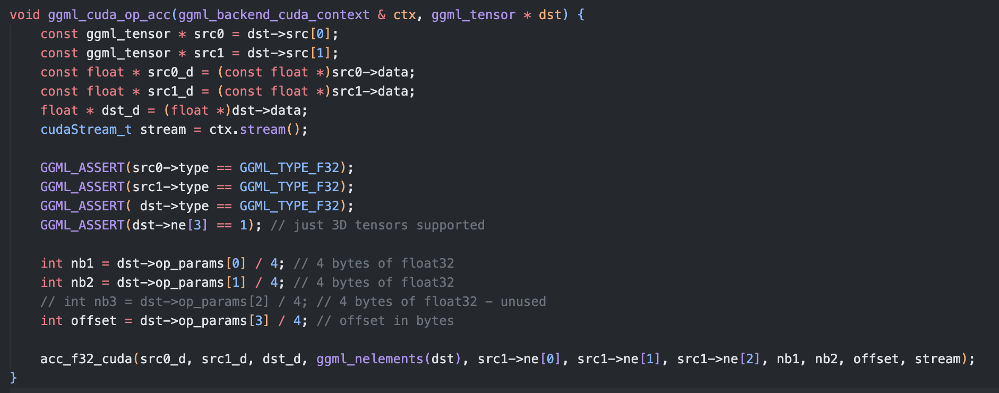 void ggml_cuda_op_acc(ggml_backend_cuda_context & ctx, ggml_tensor * dst) {
    const ggml_tensor * src0 = dst->src[0];
    const ggml_tensor * src1 = dst->src[1];
    const float * src0_d = (const float *)src0->data;
    const float * src1_d = (const float *)src1->data;
    float * dst_d = (float *)dst->data;
    cudaStream_t stream = ctx.stream();

    GGML_ASSERT(src0->type == GGML_TYPE_F32);
    GGML_ASSERT(src1->type == GGML_TYPE_F32);
    GGML_ASSERT( dst->type == GGML_TYPE_F32);
    GGML_ASSERT(dst->ne[3] == 1); // just 3D tensors supported

    int nb1 = dst->op_params[0] / 4; // 4 bytes of float32
    int nb2 = dst->op_params[1] / 4; // 4 bytes of float32
    // int nb3 = dst->op_params[2] / 4; // 4 bytes of float32 - unused
    int offset = dst->op_params[3] / 4; // offset in bytes

    acc_f32_cuda(src0_d, src1_d, dst_d, ggml_nelements(dst), src1->ne[0], src1->ne[1], src1->ne[2], nb1, nb2, offset, stream);
}